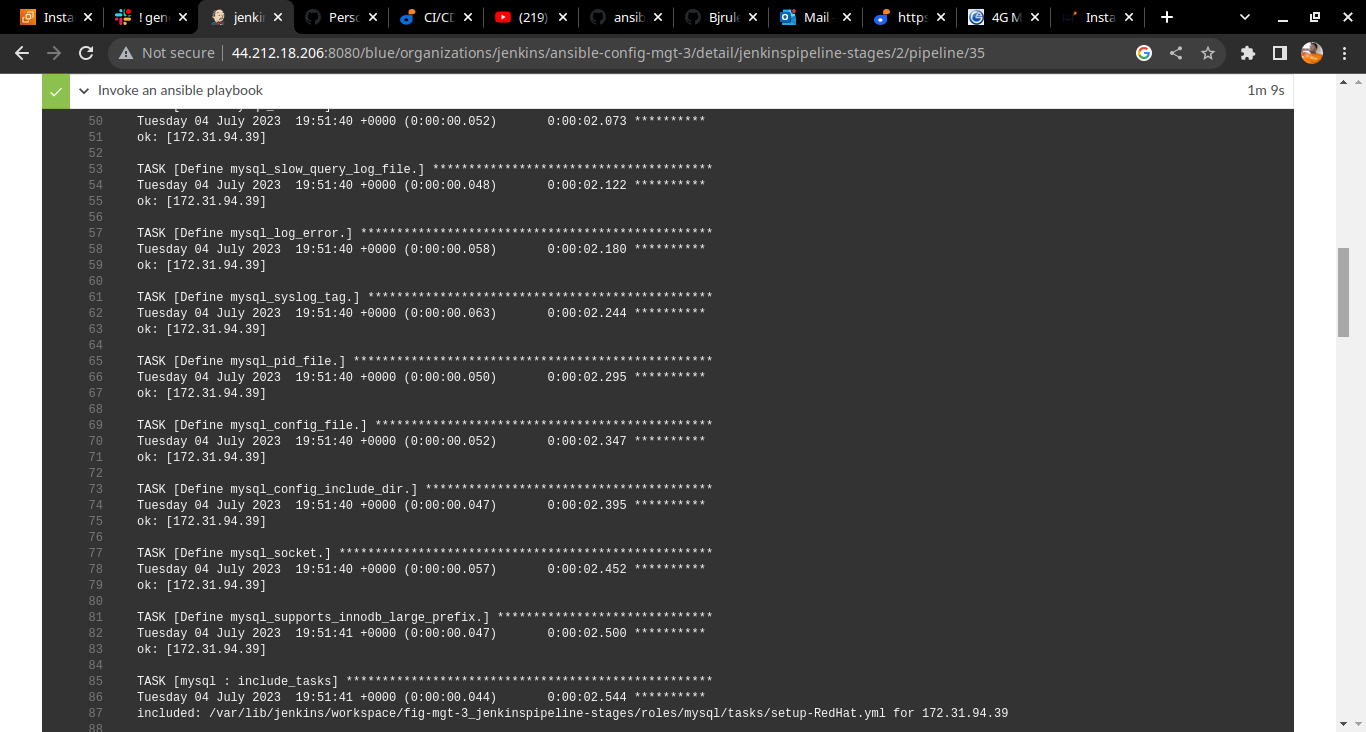 Insta
! gene
jenkin
Perso
CI/CD
(219)
ansib
Bjrule
Mail -
https
4G M
Insta
Not secure
44.212.18.206:8080/blue/organizations/jenkins/ansible-config-mgt-3/detail/jenkinspipeline-stages/2/pipeline/35
Invoke an ansible playbook 1m 9s
50 Tuesday 04 July 2023  19:51:40 +0000 (0:00:00.052)       0:00:02.073 **********
51 ok: [172.31.94.39]
52
53 TASK [Define mysql_slow_query_log_file.] ***************************************
54 Tuesday 04 July 2023  19:51:40 +0000 (0:00:00.048)       0:00:02.122 **********
55 ok: [172.31.94.39]
56
57 TASK [Define mysql_log_error.] *************************************************
58 Tuesday 04 July 2023  19:51:40 +0000 (0:00:00.058)       0:00:02.180 **********
59 ok: [172.31.94.39]
60
61 TASK [Define mysql_syslog_tag.] ************************************************
62 Tuesday 04 July 2023  19:51:40 +0000 (0:00:00.063)       0:00:02.244 **********
63 ok: [172.31.94.39]
64
65 TASK [Define mysql_pid_file.] **************************************************
66 Tuesday 04 July 2023  19:51:40 +0000 (0:00:00.050)       0:00:02.295 **********
67 ok: [172.31.94.39]
68
69 TASK [Define mysql_config_file.] ***********************************************
70 Tuesday 04 July 2023  19:51:40 +0000 (0:00:00.052)       0:00:02.347 **********
71 ok: [172.31.94.39]
72
73 TASK [Define mysql_config_include_dir.] ****************************************
74 Tuesday 04 July 2023  19:51:40 +0000 (0:00:00.047)       0:00:02.395 **********
75 ok: [172.31.94.39]
76
77 TASK [Define mysql_socket.] ****************************************************
78 Tuesday 04 July 2023  19:51:40 +0000 (0:00:00.057)       0:00:02.452 **********
79 ok: [172.31.94.39]
80
81 TASK [Define mysql_supports_innodb_large_prefix.] ******************************
82 Tuesday 04 July 2023  19:51:41 +0000 (0:00:00.047)       0:00:02.500 **********
83 ok: [172.31.94.39]
84
85 TASK [mysql : include_tasks] ***************************************************
86 Tuesday 04 July 2023  19:51:41 +0000 (0:00:00.044)       0:00:02.544 **********
87 included: /var/lib/jenkins/workspace/fig-mgt-3_jenkinspipeline-stages/roles/mysql/tasks/setup-RedHat.yml for 172.31.94.39
88